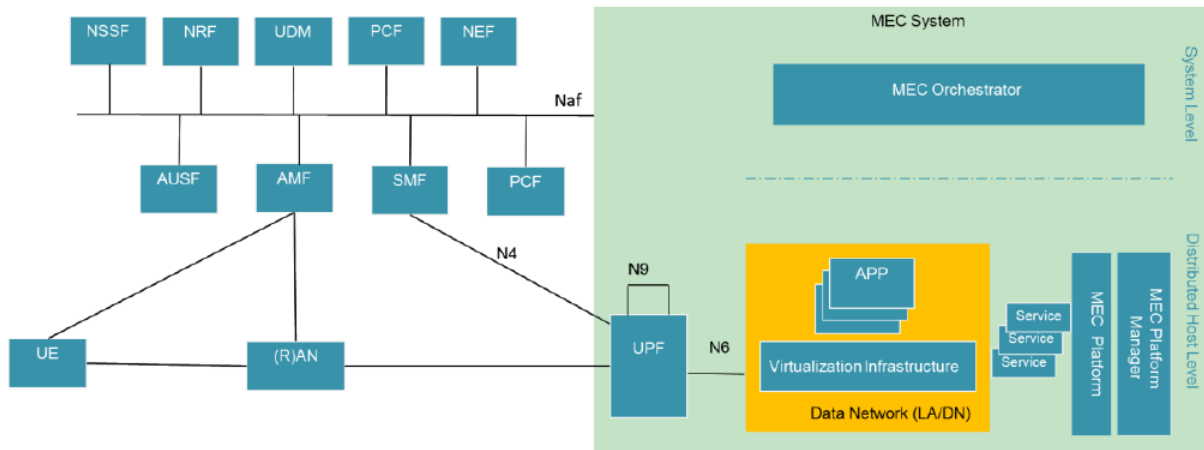 MEC System
NSSF
NRF
UDM
PCF
NEF
System Level
MEC Orchestrator
Naf
AUSF
AMF
SMF
PCF
Distributed Host Level
N4
N9
APP
MEC Platform
MEC Platform
Manager
Service
Service
Service
UE
(R)AN
UPF
N6
Virtualization Infrastructure
Data Network (LA/DN)